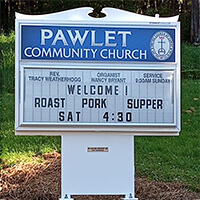 PAWLET
COMMUNITY CHURCH
REV. TRACY WEATHERHOGG
ORGANIST NANCY BRYANT
SERVICE 9:30AM SUNDAY
WELCOME!
ROAST PORK SUPPER
SAT 4:30